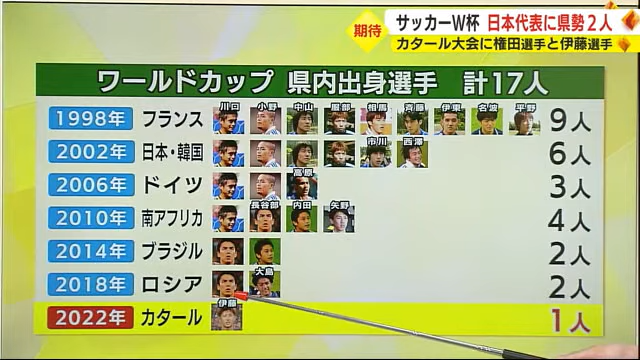 期待
サッカーW杯 日本代表に県勢2人
カタール大会に権田選手と伊藤選手
ワールドカップ 県内出身選手 計17人
1998年 フランス 川口 小野 中山 服部 相馬 斉藤 伊東 名波 平野 9人
2002年 日本・韓国 市川 西澤 6人
2006年 ドイツ 高原 3人
2010年 南アフリカ 長谷部 内田 矢野 4人
2014年 ブラジル 2人
2018年 ロシア 大島 2人
2022年 カタール 伊藤 1人